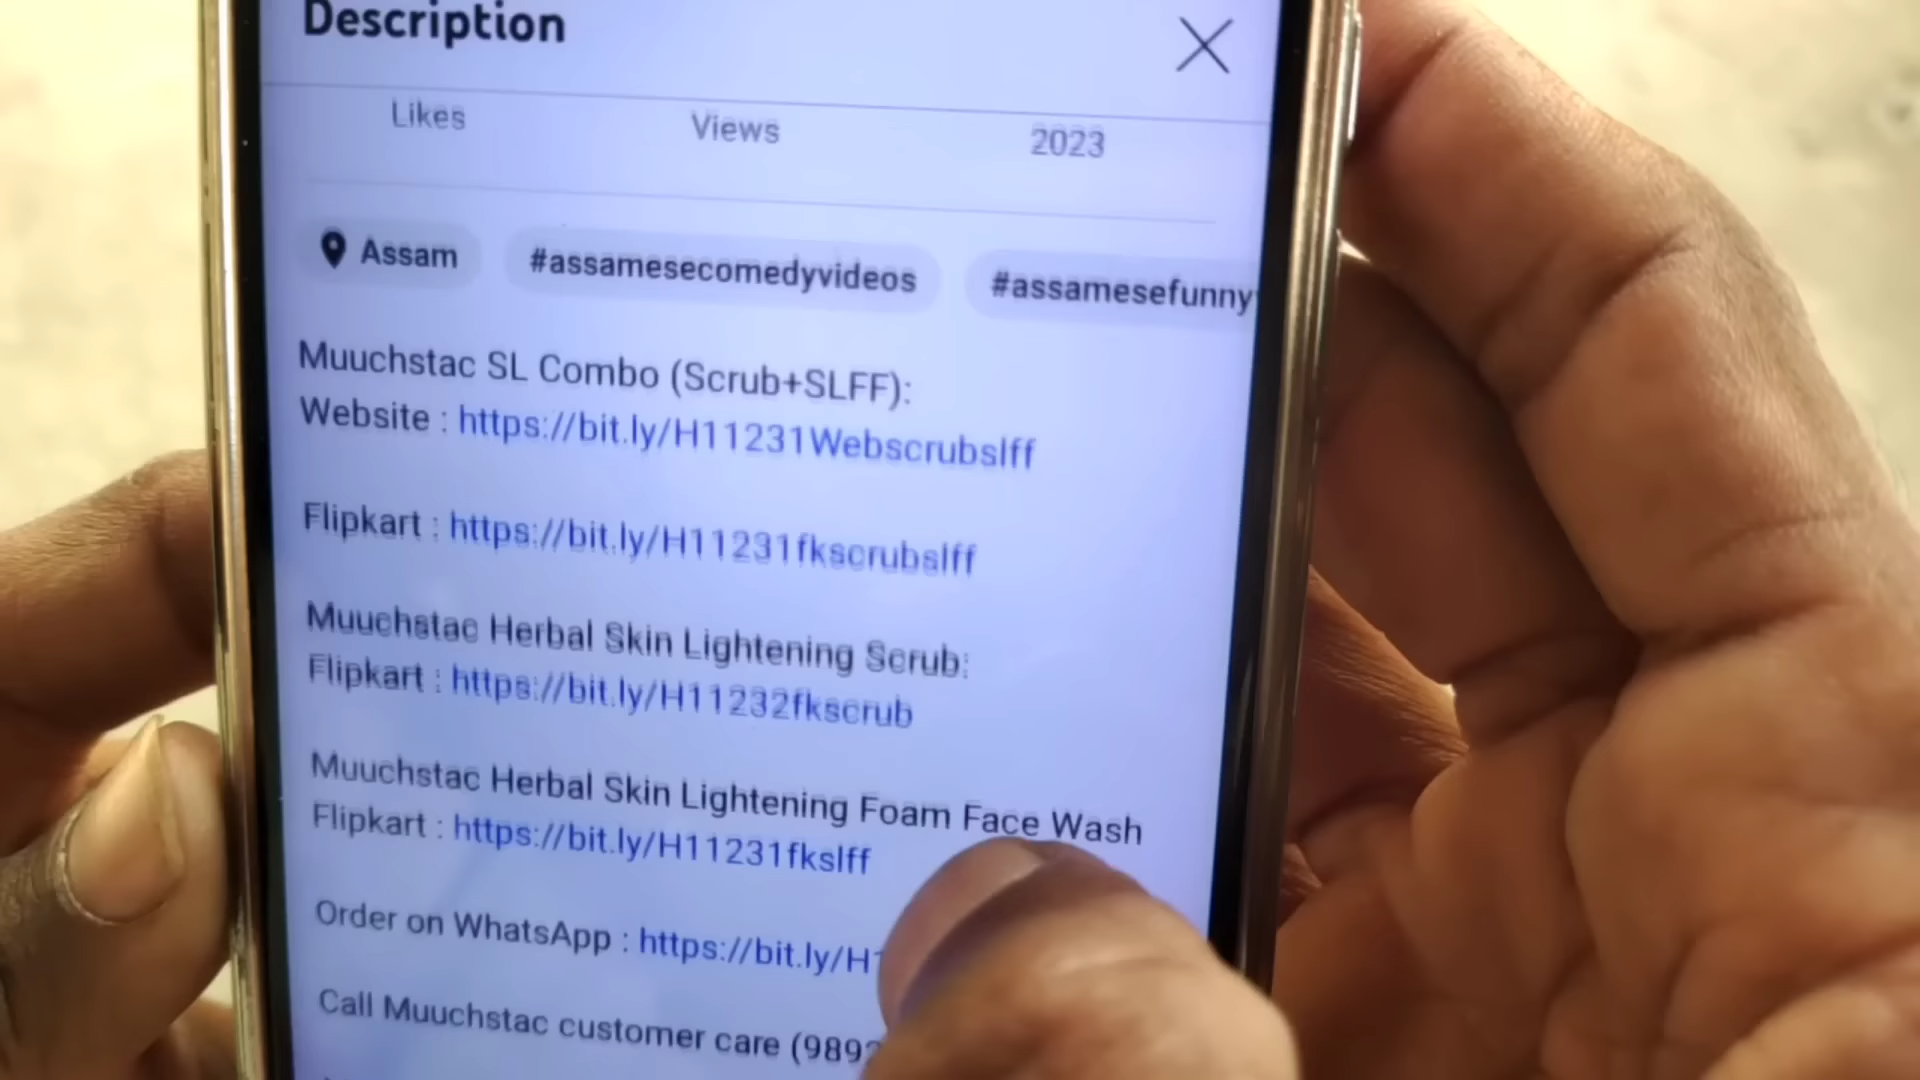 Description
Likes
Views
2023
Assam
#assamesecomedyvideos
#assamesefunny
Muuchstac SL Combo (Scrub+SLFF):
Website : https://bit.ly/H11231Webscrubslff
Flipkart : https://bit.ly/H11231fkscrubslff
Muuchstac Herbal Skin Lightening Scrub:
Flipkart : https://bit.ly/H11232fkscrub
Muuchstac Herbal Skin Lightening Foam Face Wash
Flipkart : https://bit.ly/H11231fkslff
Order on WhatsApp : https://bit.ly/H1
Call Muuchstac customer care (989